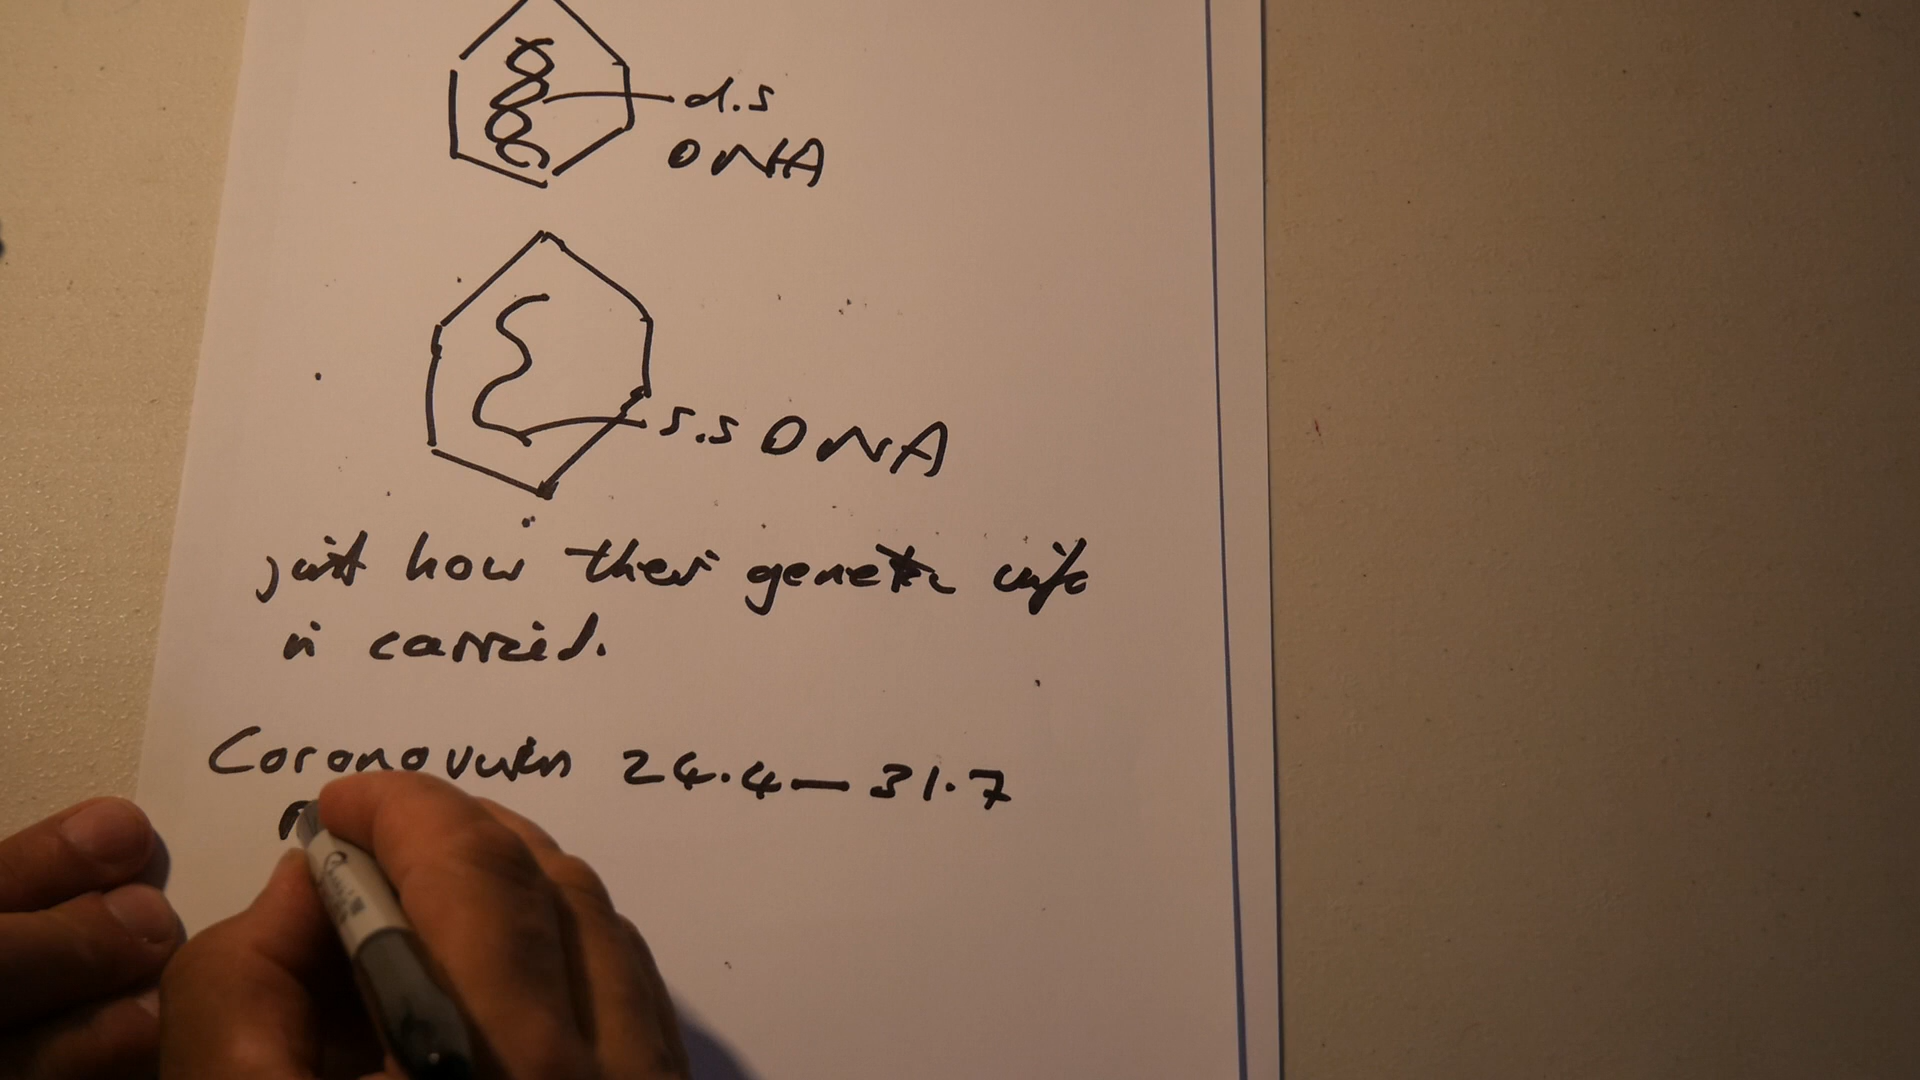 d.s
DNA
s.s DNA
just how their genetic info
is carried.
Coronavirus 24.4 — 31.7